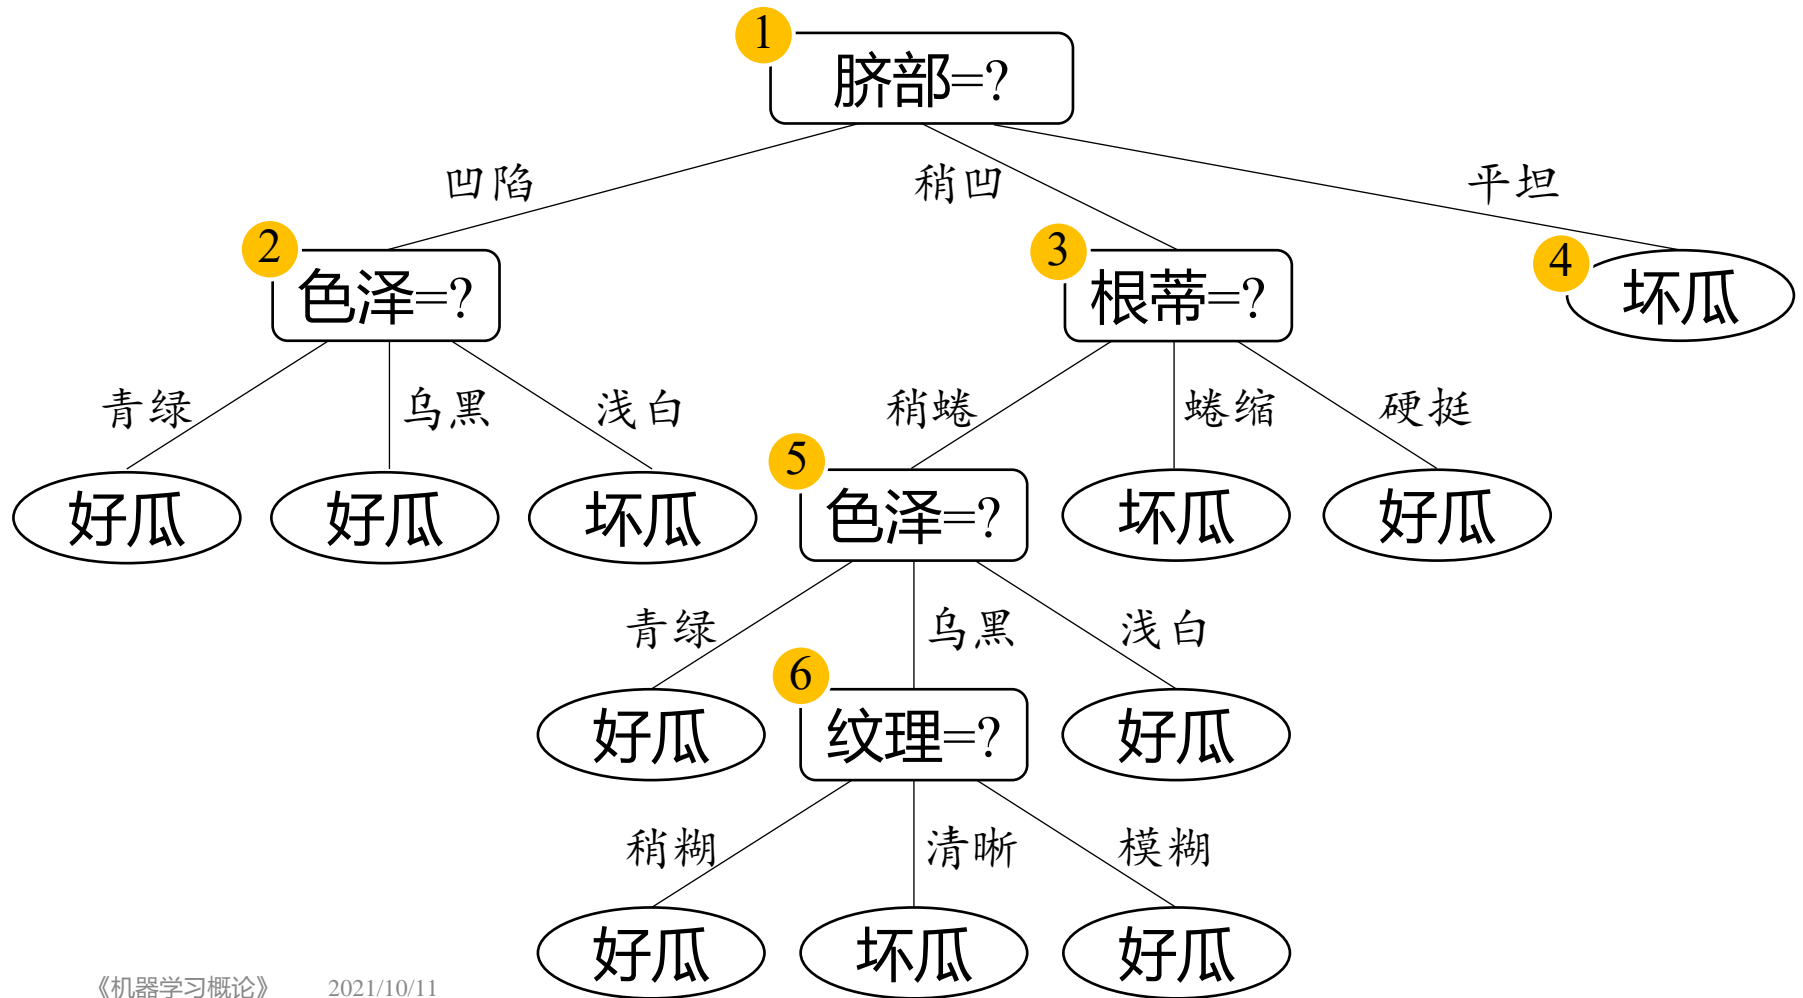 1
脐部=?
凹陷
稍凹
平坦
2
色泽=?
3
根蒂=?
4
坏瓜
青绿
乌黑
浅白
稍蜷
蜷缩
硬挺
好瓜
好瓜
坏瓜
5
色泽=?
坏瓜
好瓜
青绿
乌黑
浅白
好瓜
6
纹理=?
好瓜
稍糊
清晰
模糊
好瓜
坏瓜
好瓜
《机器学习概论》 2021/10/11